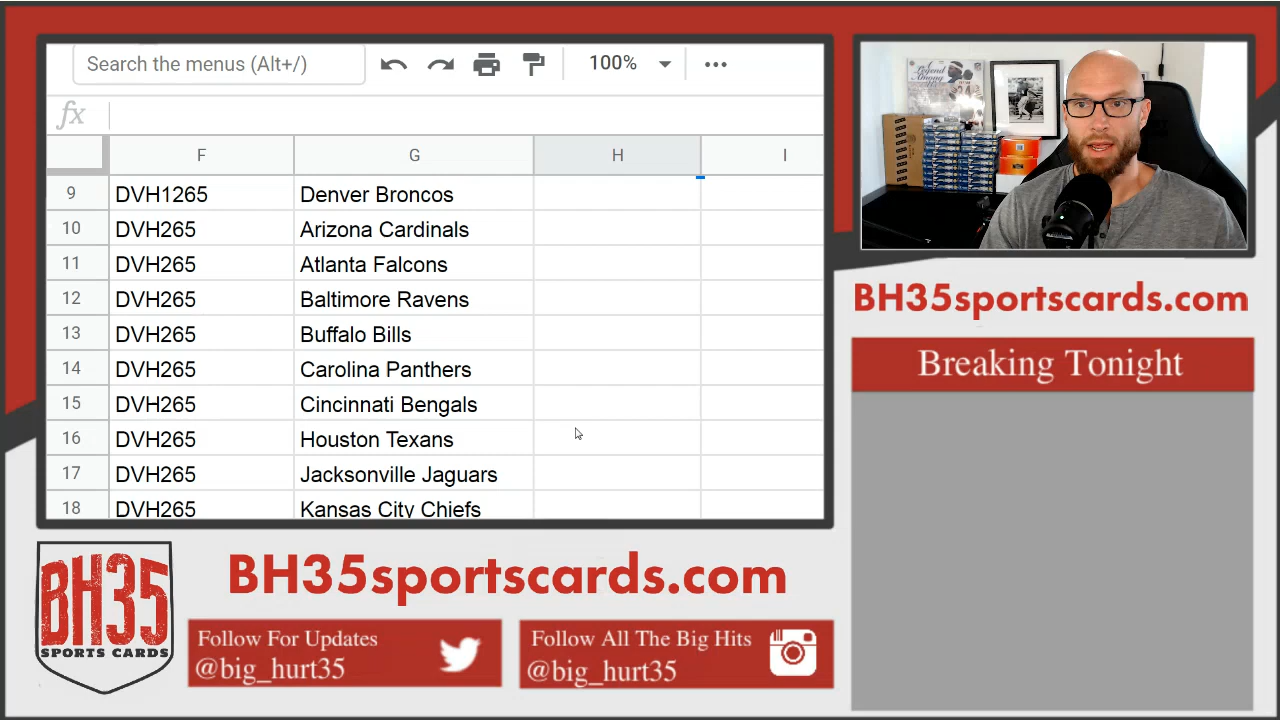 Search the menus (Alt+/)
100%
fx
F G H I
9 DVH1265 Denver Broncos
10 DVH265 Arizona Cardinals
11 DVH265 Atlanta Falcons
12 DVH265 Baltimore Ravens
13 DVH265 Buffalo Bills
14 DVH265 Carolina Panthers
15 DVH265 Cincinnati Bengals
16 DVH265 Houston Texans
17 DVH265 Jacksonville Jaguars
18 DVH265 Kansas City Chiefs
BH35sportscards.com
Breaking Tonight
BH35
SPORTS CARDS
BH35sportscards.com
Follow For Updates
@big_hurt35
Follow All The Big Hits
@big_hurt35